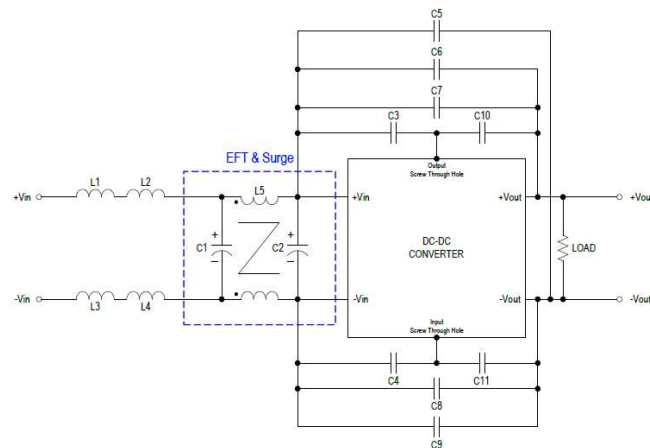 C5
C6
C7
C3
C10
EFT & Surge
Output
Screw Through Hole
L1
L2
L5
+Vin
+Vin
+Vout
+Vout
+
C1
–
+
C2
–
DC-DC
CONVERTER
LOAD
-Vin
-Vin
-Vout
-Vout
L3
L4
Input
Screw Through Hole
C4
C11
C8
C9